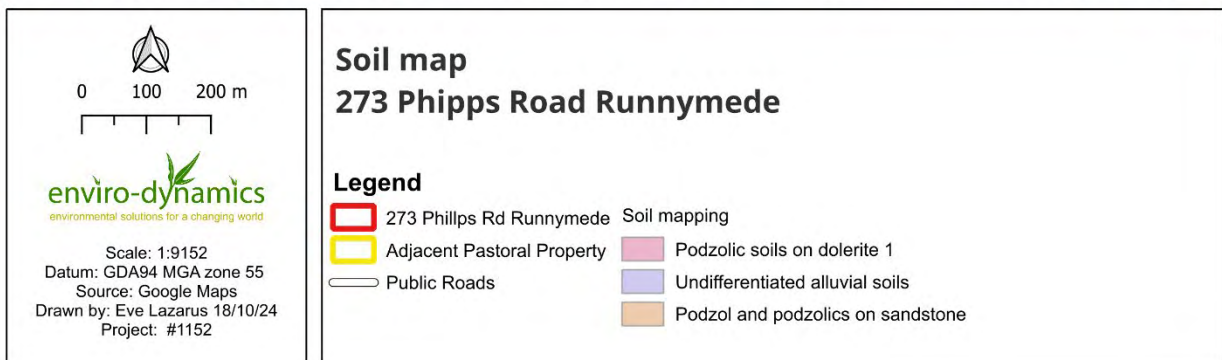 0 100 200 m
enviro-dynamics
environmental solutions for a changing world
Scale: 1:9152
Datum: GDA94 MGA zone 55
Source: Google Maps
Drawn by: Eve Lazarus 18/10/24
Project: #1152
Soil map
273 Phipps Road Runnymede
Legend
273 Phillps Rd Runnymede
Adjacent Pastoral Property
Public Roads
Soil mapping
Podzolic soils on dolerite 1
Undifferentiated alluvial soils
Podzol and podzolics on sandstone